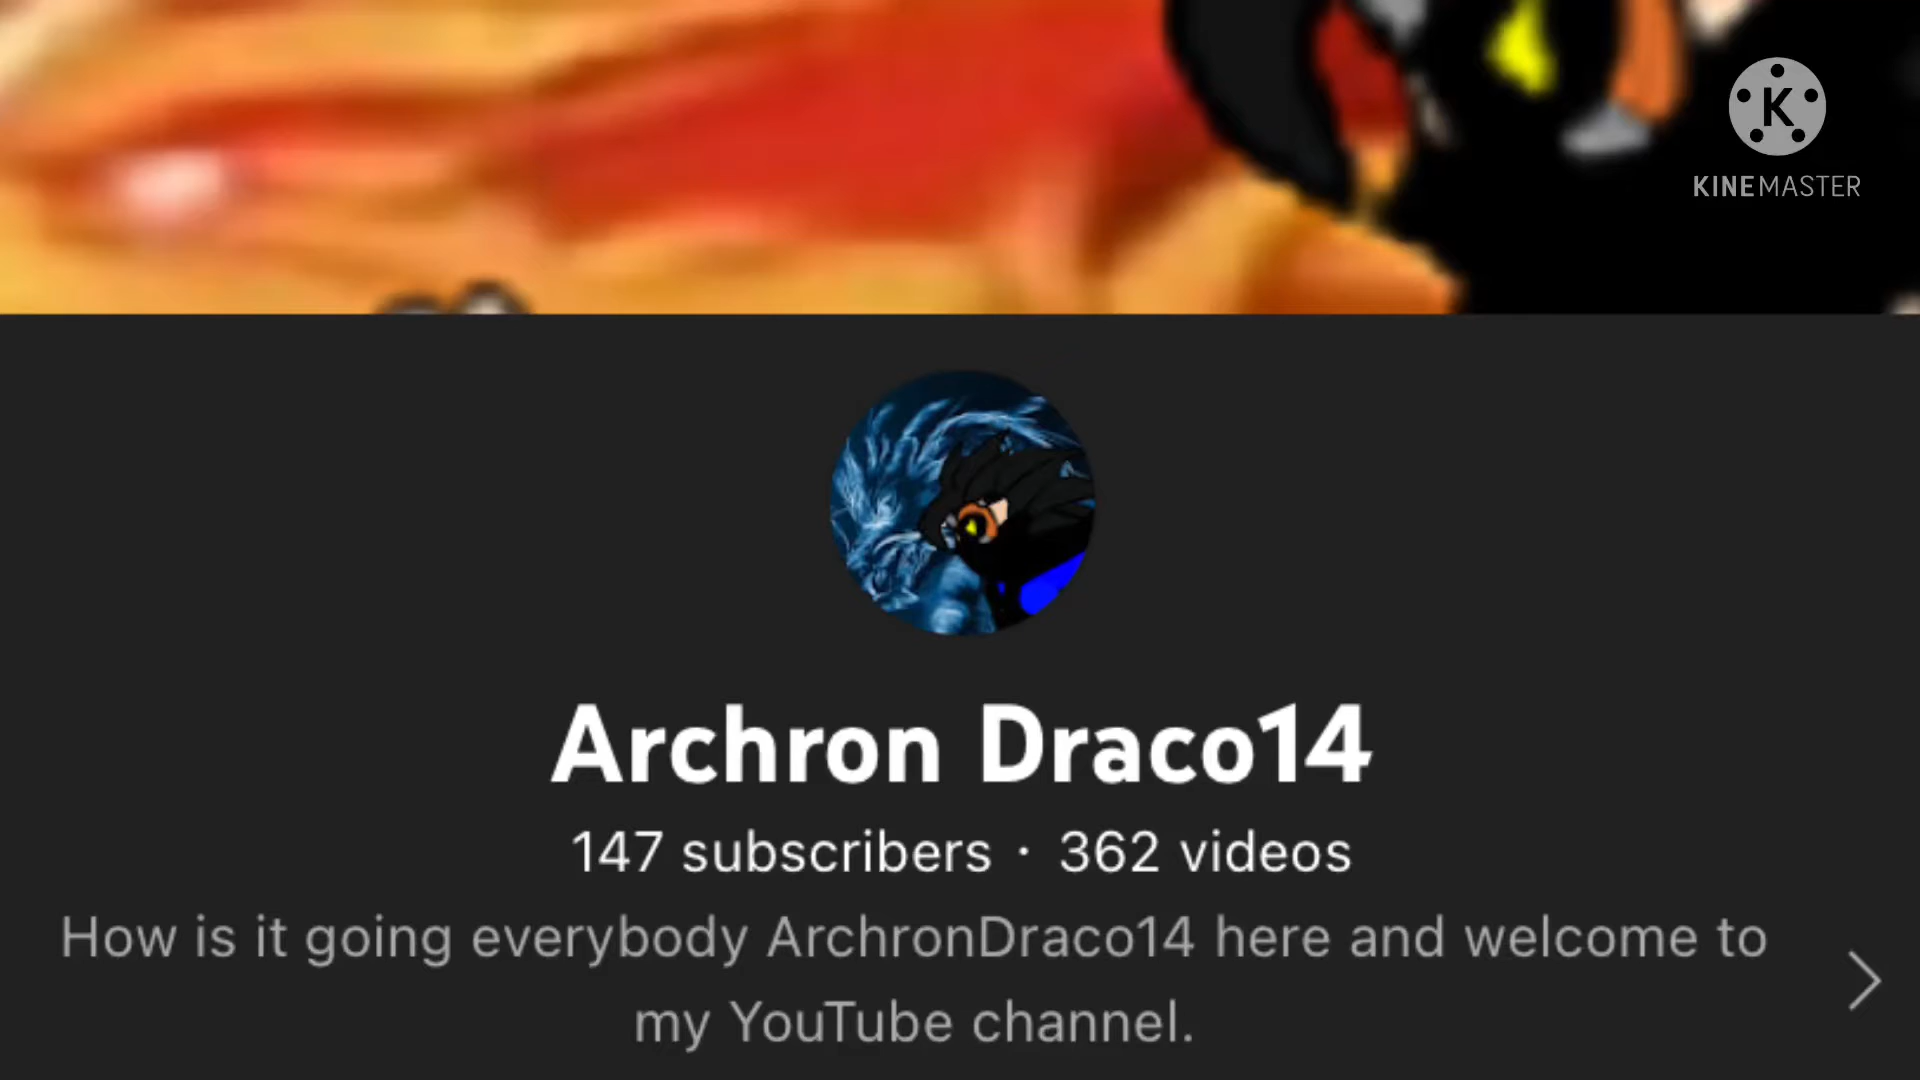 K
KINEMASTER
Archron Draco14
147 subscribers · 362 videos
How is it going everybody ArchronDraco14 here and welcome to
my YouTube channel.